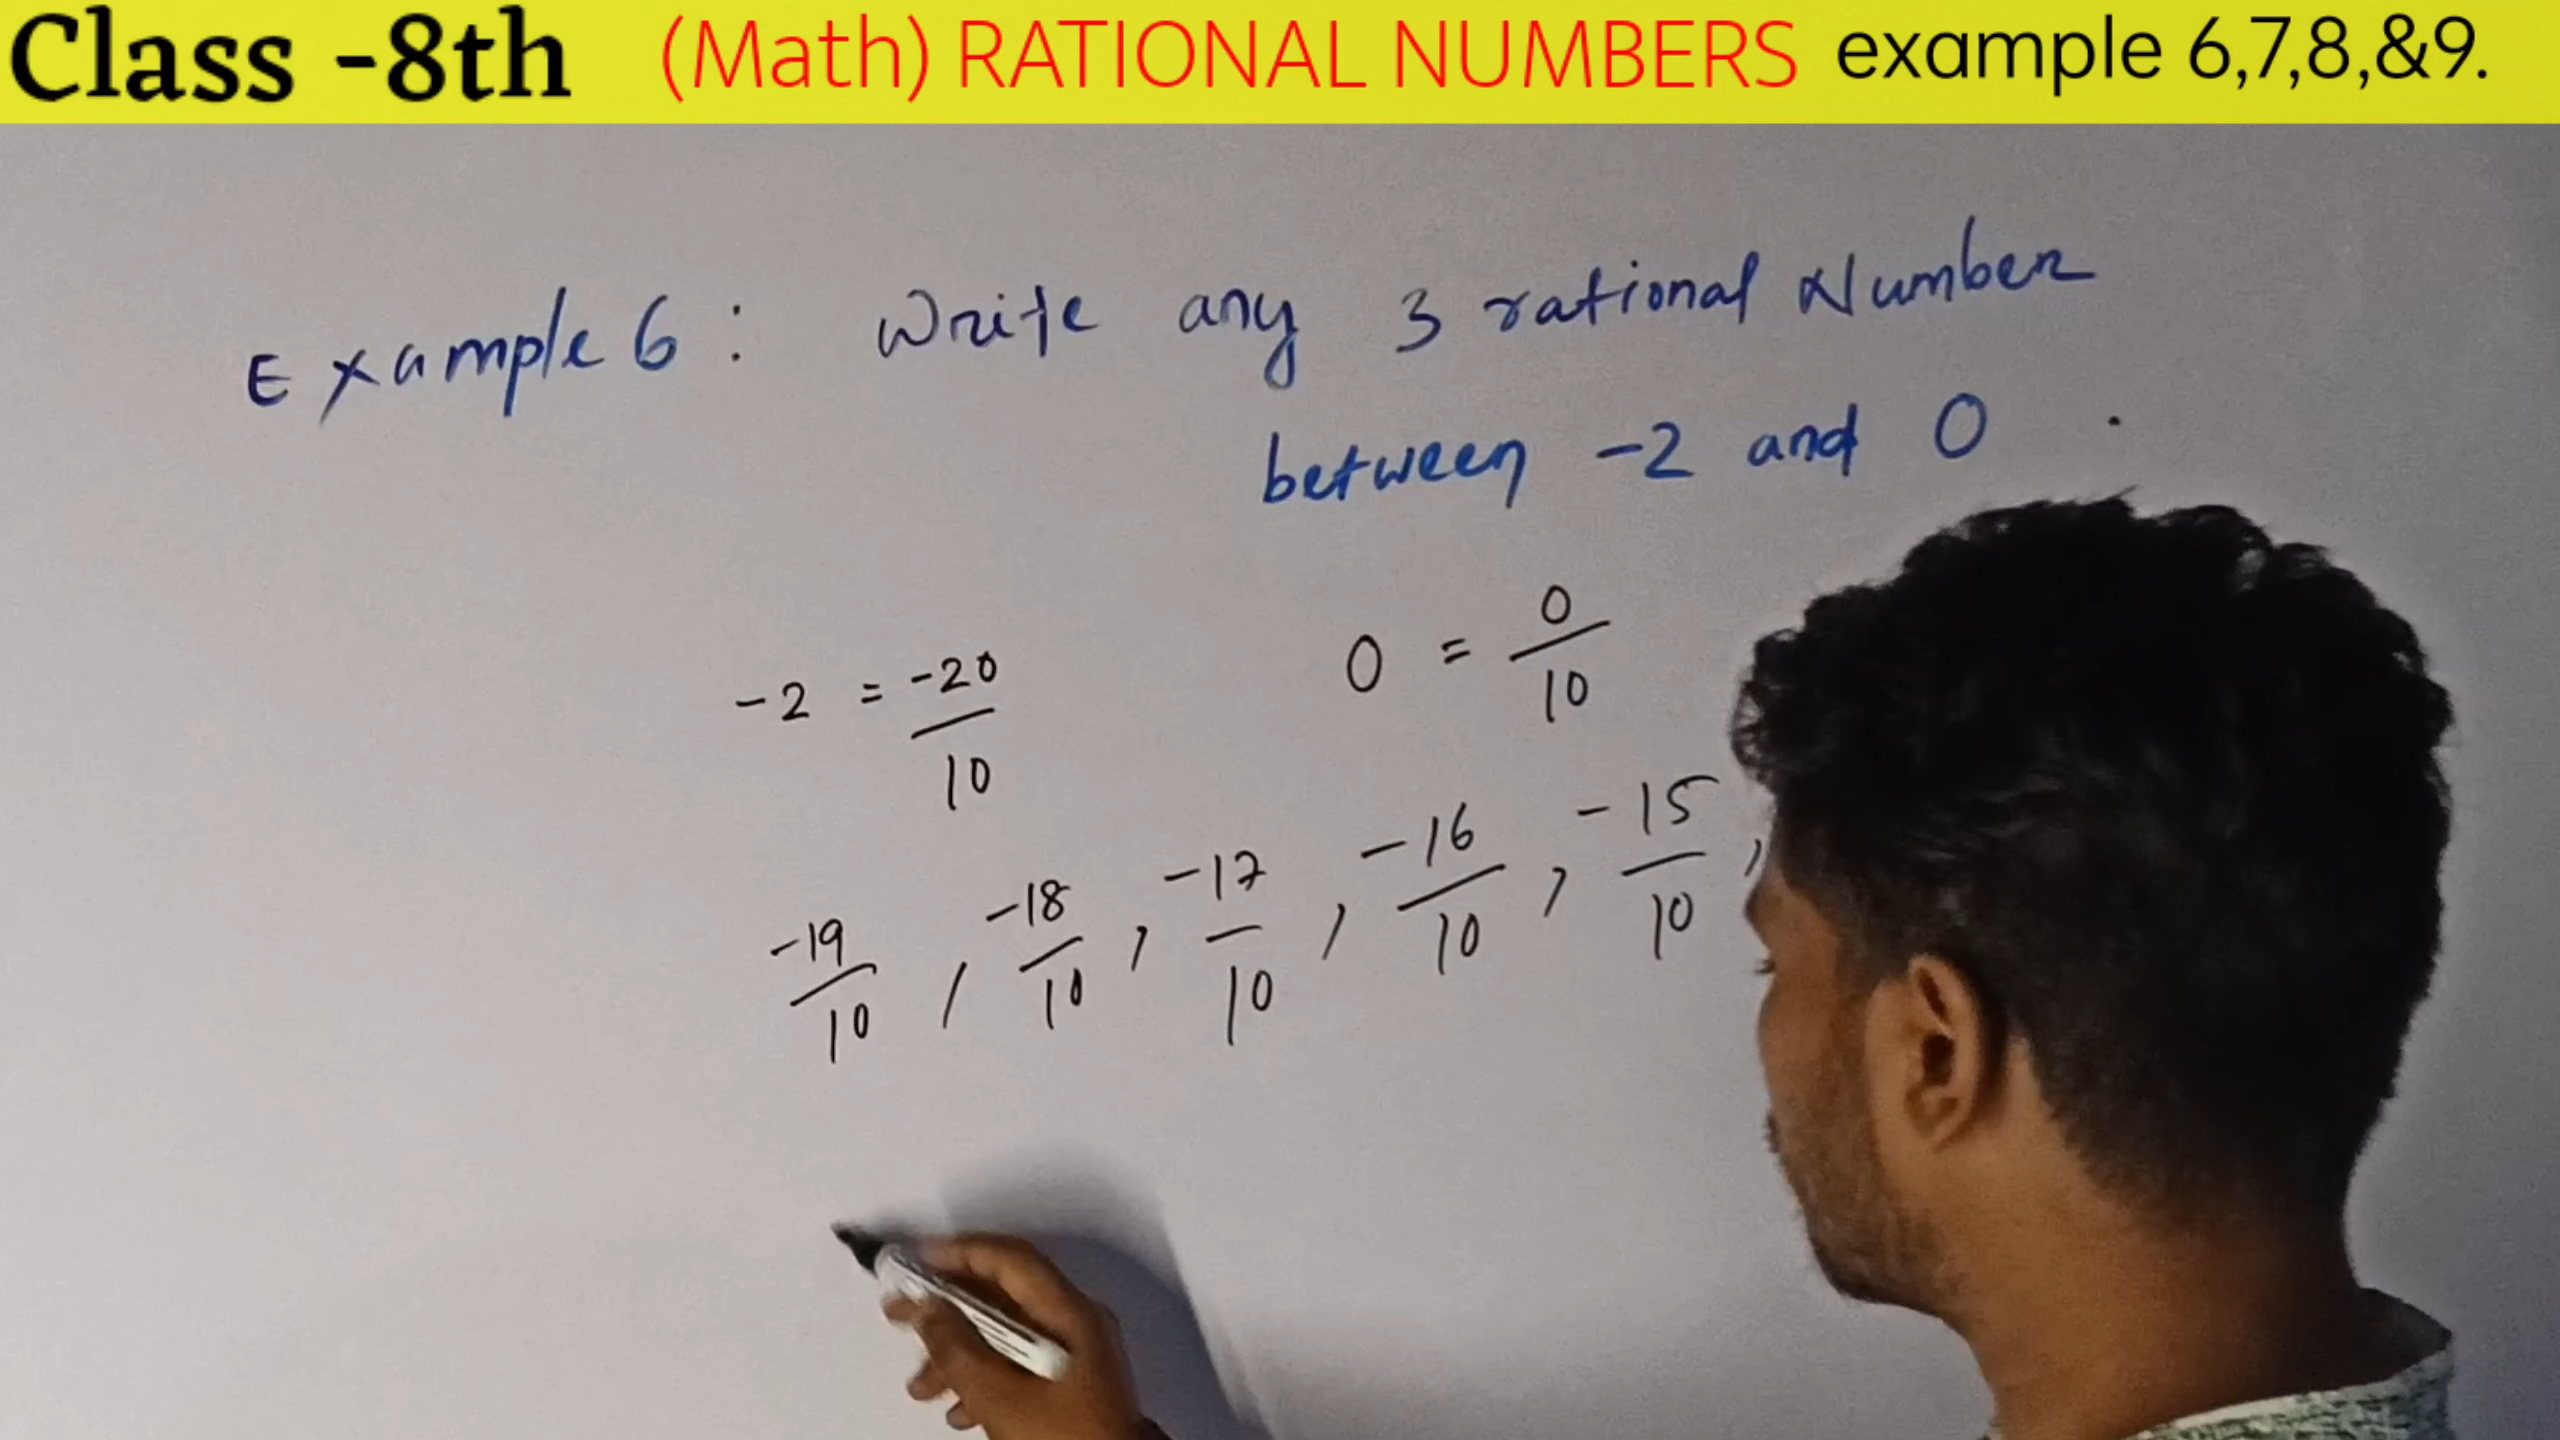 Class -8th (Math) RATIONAL NUMBERS example 6,7,8,&9.
Example 6 : Write any 3 rational Number
between -2 and 0 .
-2 = -20/10 0 = 0/10
-19/10 , -18/10 , -17/10 , -16/10 , -15/10 ,